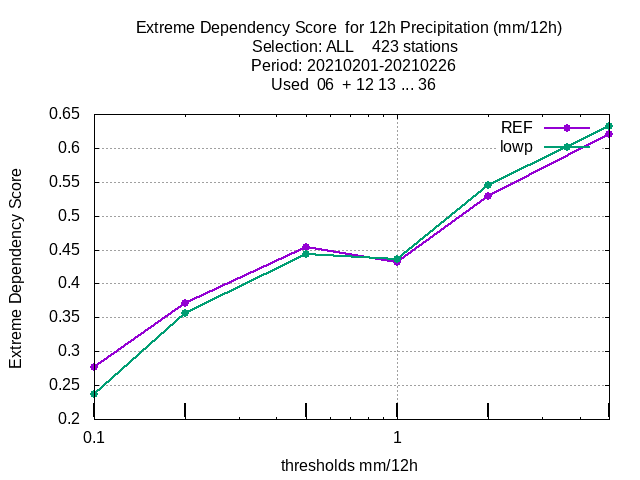 Extreme Dependency Score  for 12h Precipitation (mm/12h)
Selection: ALL    423 stations
Period: 20210201-20210226
Used  06  + 12 13 ... 36
0.65
0.6
0.55
0.5
0.45
0.4
0.35
0.3
0.25
0.2
Extreme Dependency Score
REF
lowp
0.1
1
thresholds mm/12h